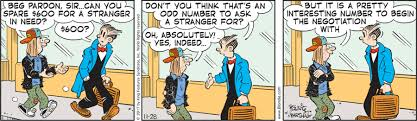 I BEG PARDON, SIR...CAN YOU
SPARE $600 FOR A STRANGER
IN NEED?
$600?
DON'T YOU THINK THAT'S AN
ODD NUMBER TO ASK
A STRANGER FOR?
OH, ABSOLUTELY!
YES, INDEED...
11-28
BUT IT IS A PRETTY
INTERESTING NUMBER TO BEGIN
THE NEGOTIATION
WITH